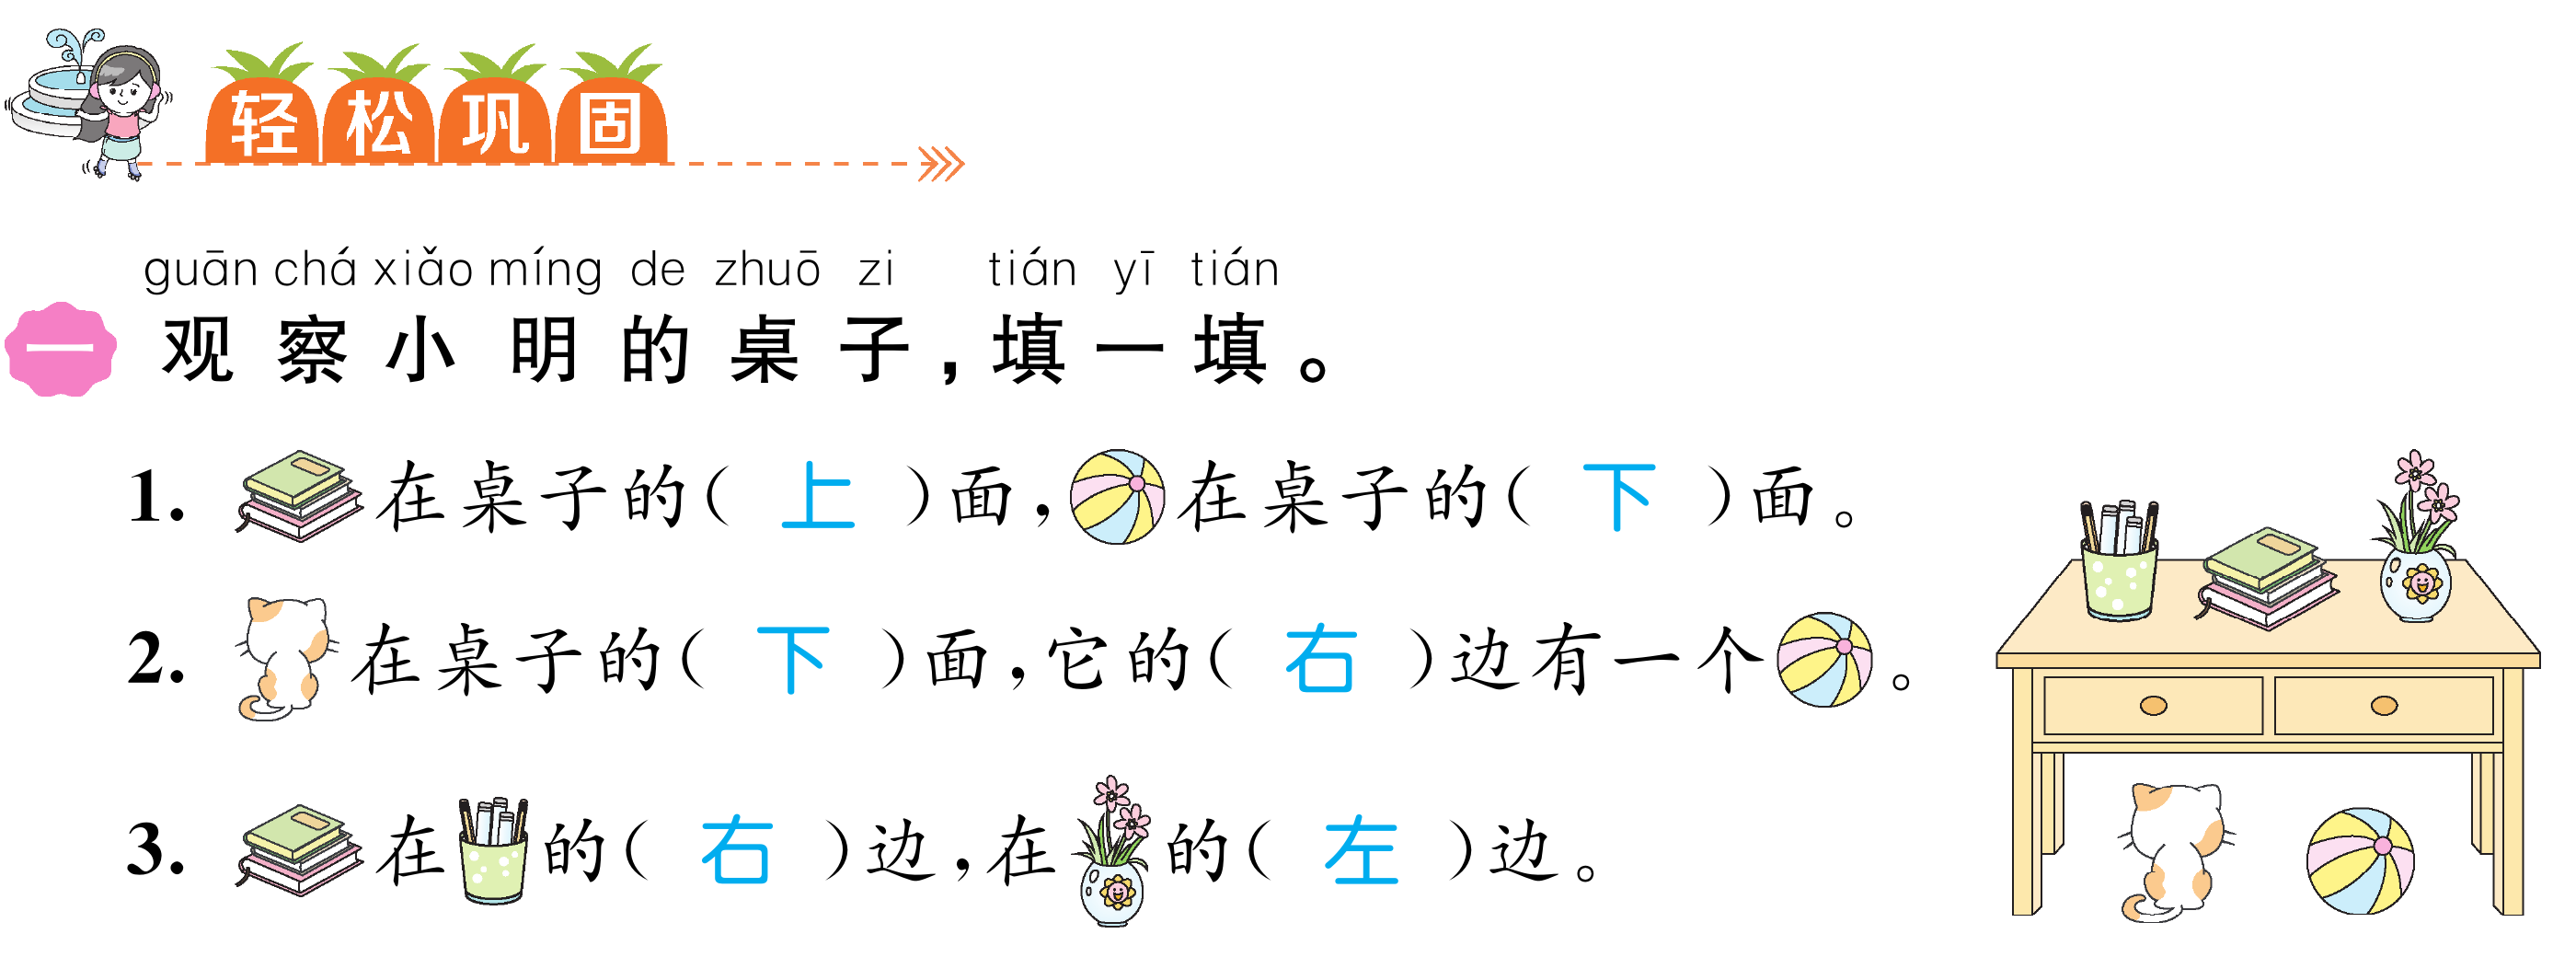 轻松巩固
guān chá xiǎo míng de zhuō zi tián yī tián
一 观察小明的桌子，填一填。
1. 在桌子的（ 上 ）面，在桌子的（ 下 ）面。
2. 在桌子的（ 下 ）面，它的（ 右 ）边有一个。
3. 在的（ 右 ）边，在的（ 左 ）边。